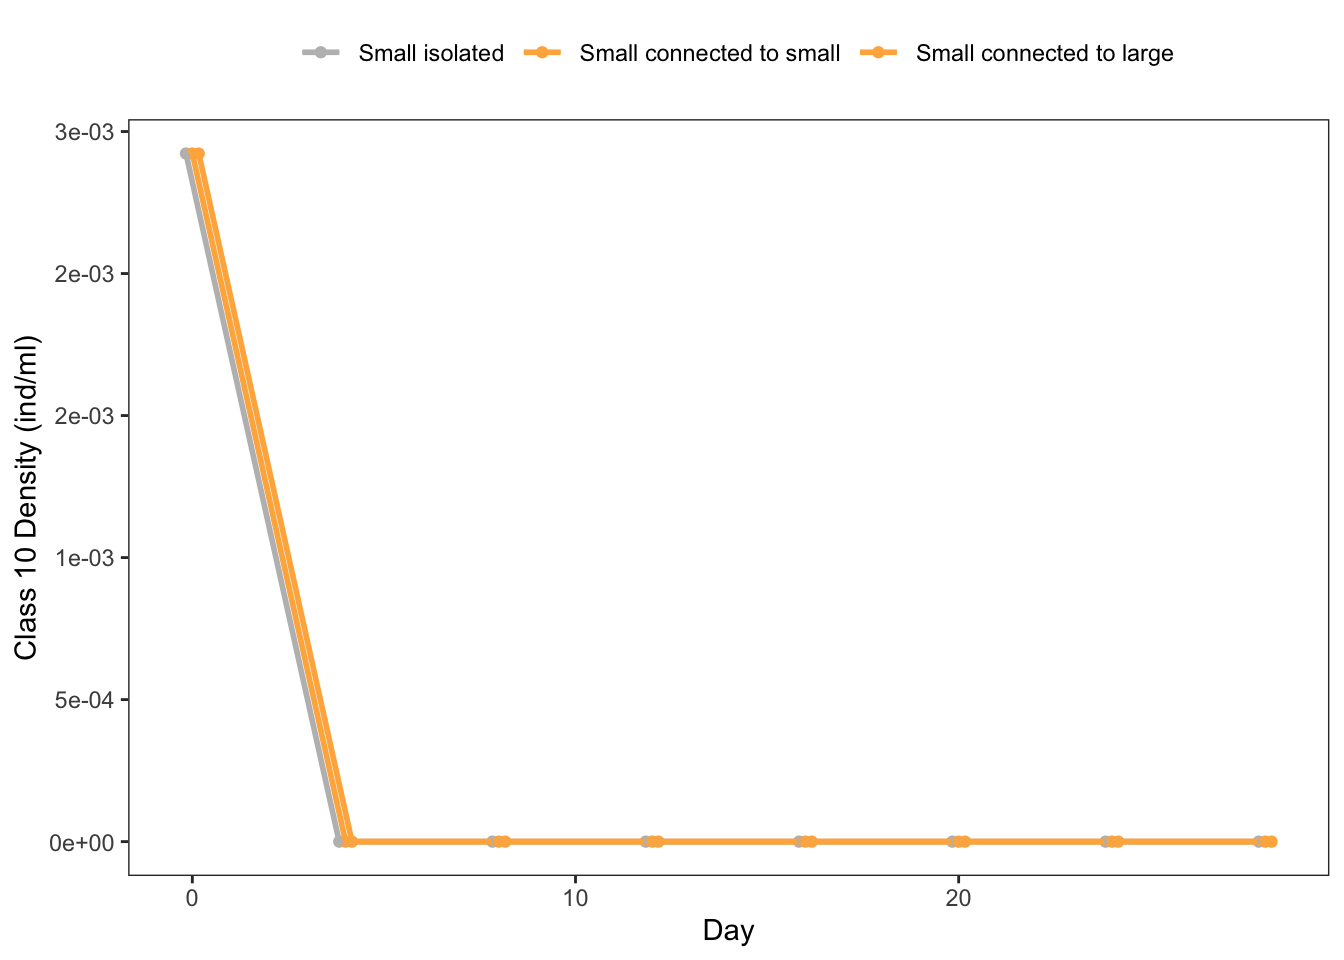 Small isolated Small connected to small Small connected to large
3e-03
2e-03
2e-03
1e-03
5e-04
0e+00
Class 10 Density (ind/ml)
0 10 20
Day